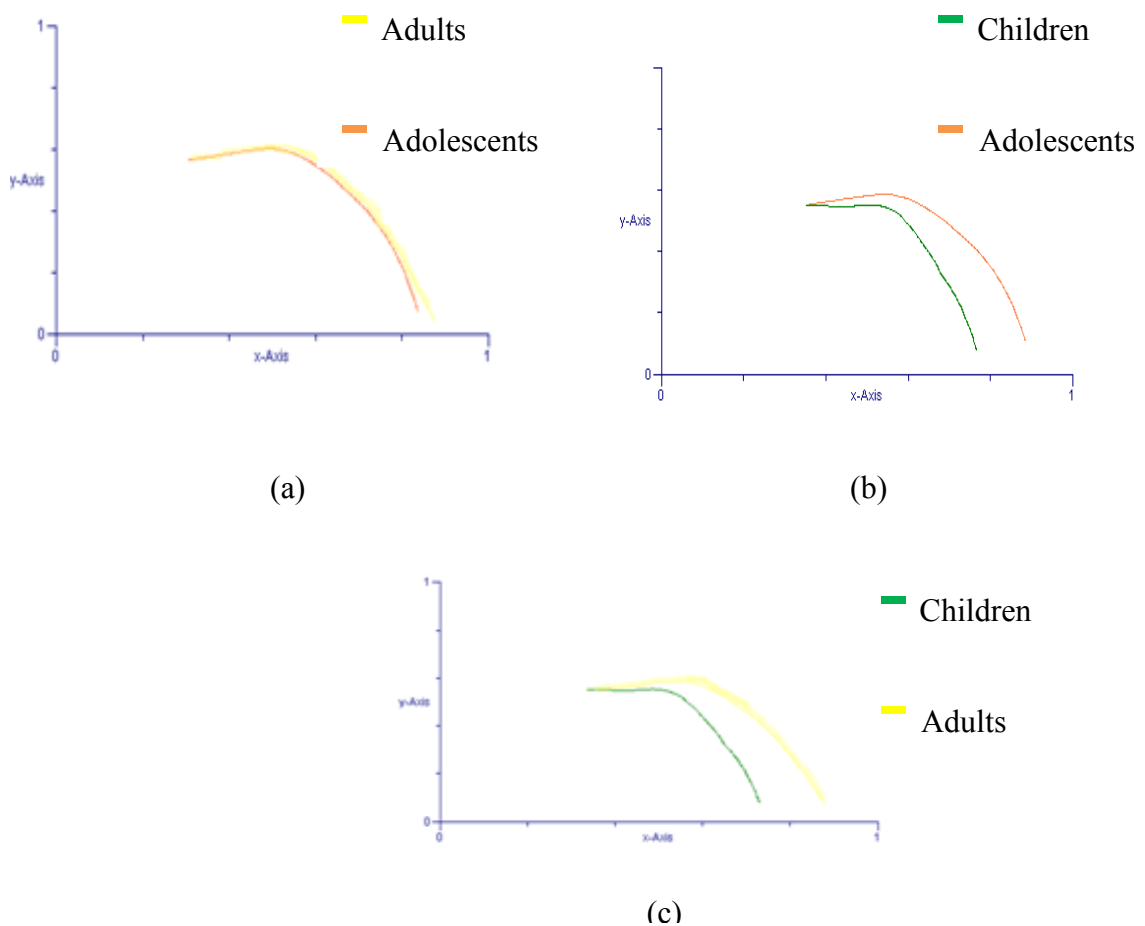 1
Adults
Adolescents
y-Axis
0
0
x-Axis
1
(a)
Children
Adolescents
y-Axis
0
0
x-Axis
1
(b)
1
Children
y-Axis
Adults
0
0
x-Axis
1
(c)